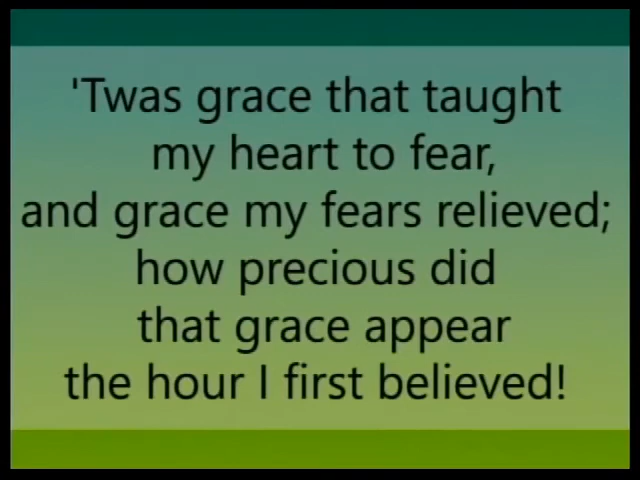 'Twas grace that taught
my heart to fear,
and grace my fears relieved;
how precious did
that grace appear
the hour I first believed!